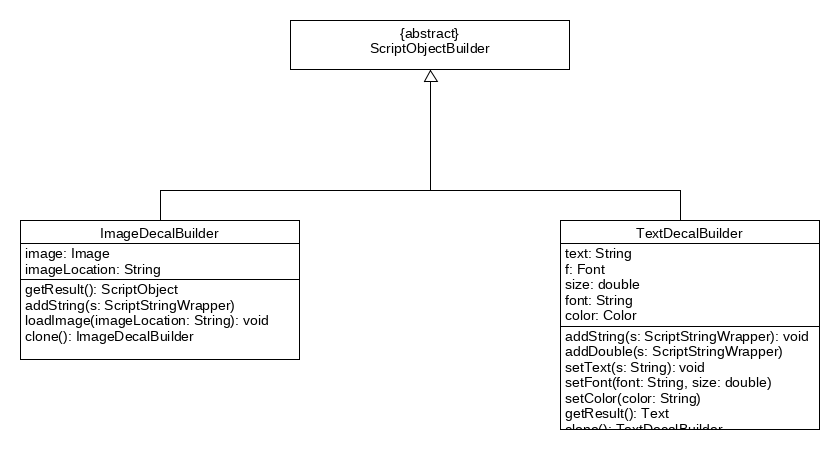 {abstract}
ScriptObjectBuilder
ImageDecalBuilder
image: Image
imageLocation: String
getResult(): ScriptObject
addString(s: ScriptStringWrapper)
loadImage(imageLocation: String): void
clone(): ImageDecalBuilder
TextDecalBuilder
text: String
f: Font
size: double
font: String
color: Color
addString(s: ScriptStringWrapper): void
addDouble(s: ScriptStringWrapper)
setText(s: String): void
setFont(font: String, size: double)
setColor(color: String)
getResult(): Text
clone(): TextDecalBuilder